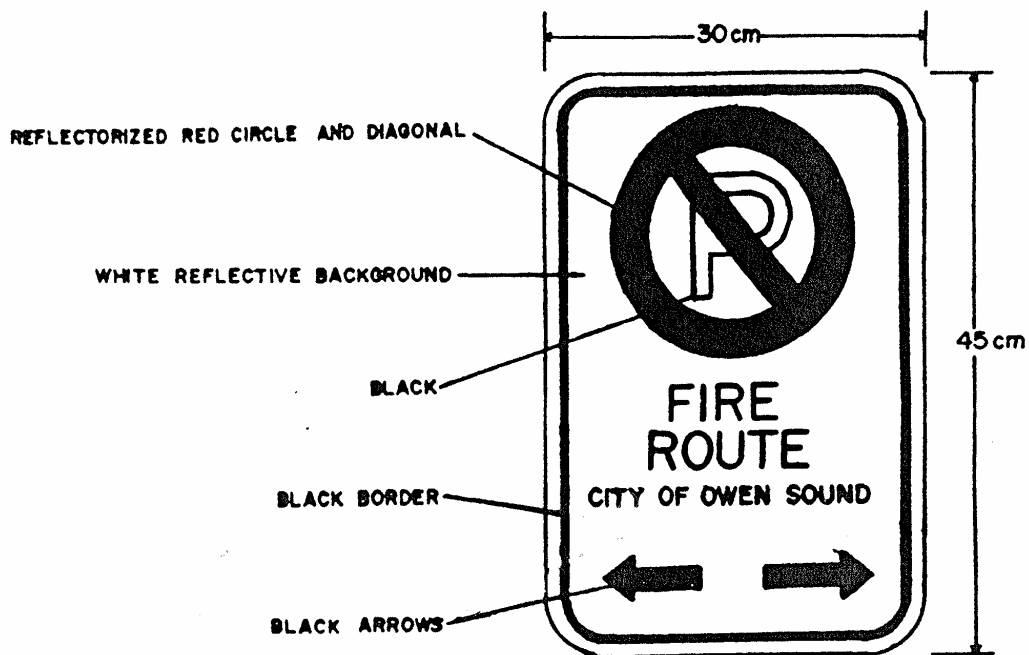 30cm
REFLECTORIZED RED CIRCLE AND DIAGONAL
P
WHITE REFLECTIVE BACKGROUND
45cm
BLACK
FIRE
ROUTE
BLACK BORDER
CITY OF OWEN SOUND
BLACK ARROWS